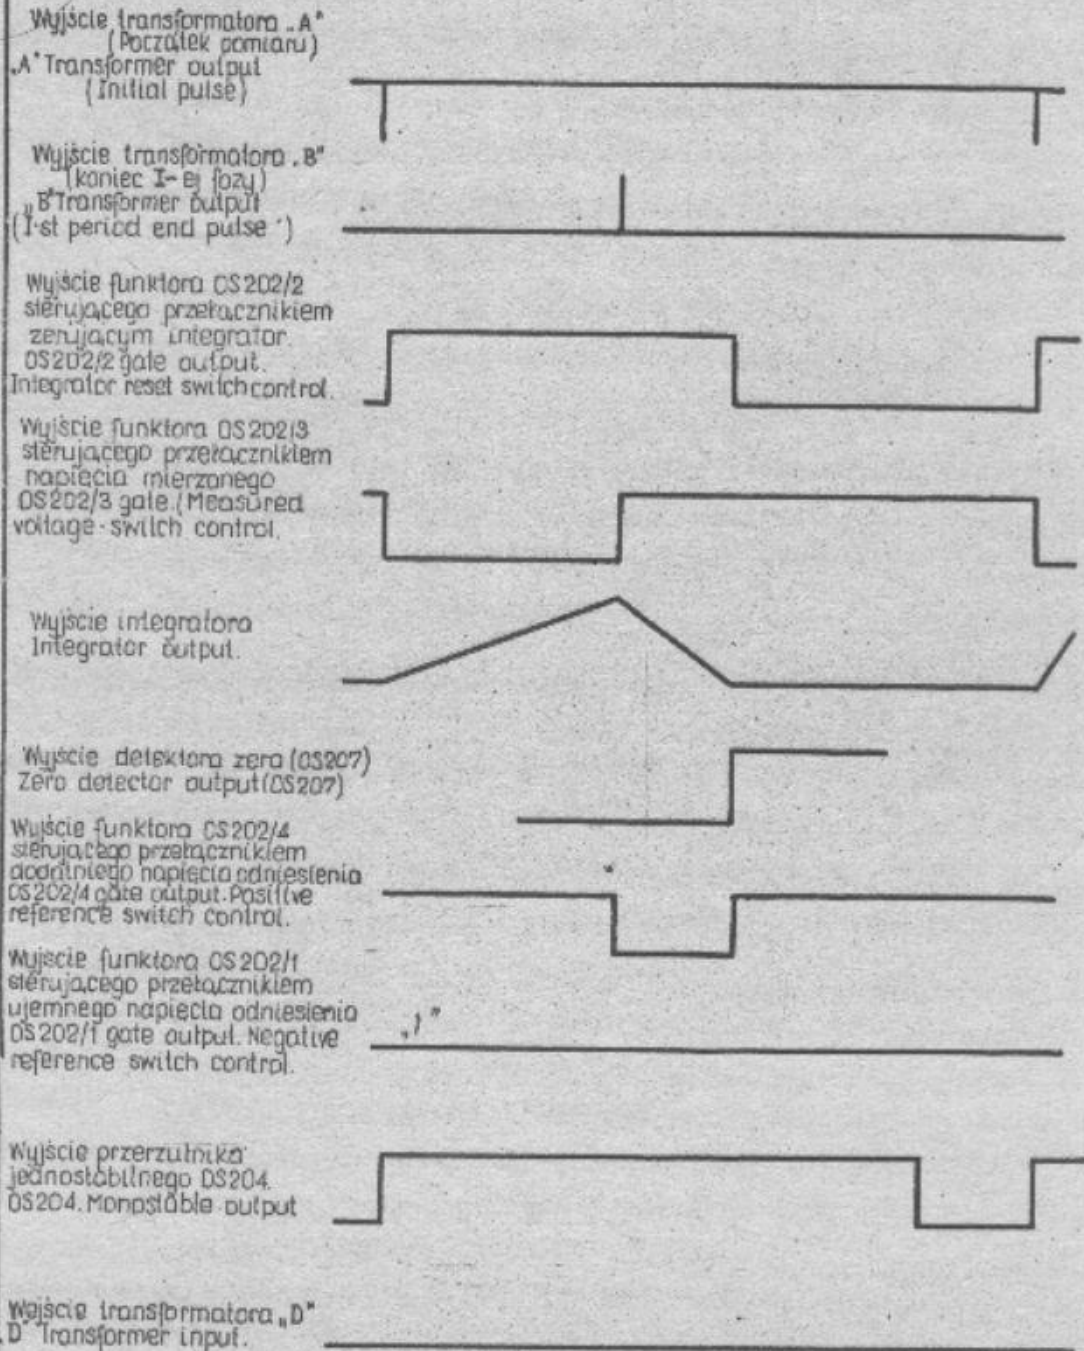 Wyjście transformatora „A"
(Początek pomiaru)
„A" Transformer output
(Initial pulse)
Wyjście transformatora „B"
(koniec I-ej fazy)
„B" Transformer output
(I-st period end pulse )
Wyjście funktora OS202/2
sterującego przełącznikiem
zerującym integrator.
OS202/2 gate output.
Integrator reset switch control.
Wyjście funktora OS202/3
sterującego przełącznikiem
napięcia mierzonego
OS202/3 gate. (Measured
voltage-switch control.
Wyjście integratora
Integrator output.
Wyjście detektora zera (OS207)
Zero detector output (OS207)
Wyjście funktora OS202/4
sterującego przełącznikiem
dodatniego napięcia odniesienia
OS202/4 gate output. Positive
reference switch control.
Wyjście funktora OS202/1
sterującego przełącznikiem
ujemnego napięcia odniesienia
OS202/1 gate output. Negative
reference switch control.
„1"
Wyjście przerzutnika
jednostabilnego OS204.
OS204. Monostable output
Wejście transformatora „D"
„D" Transformer input.